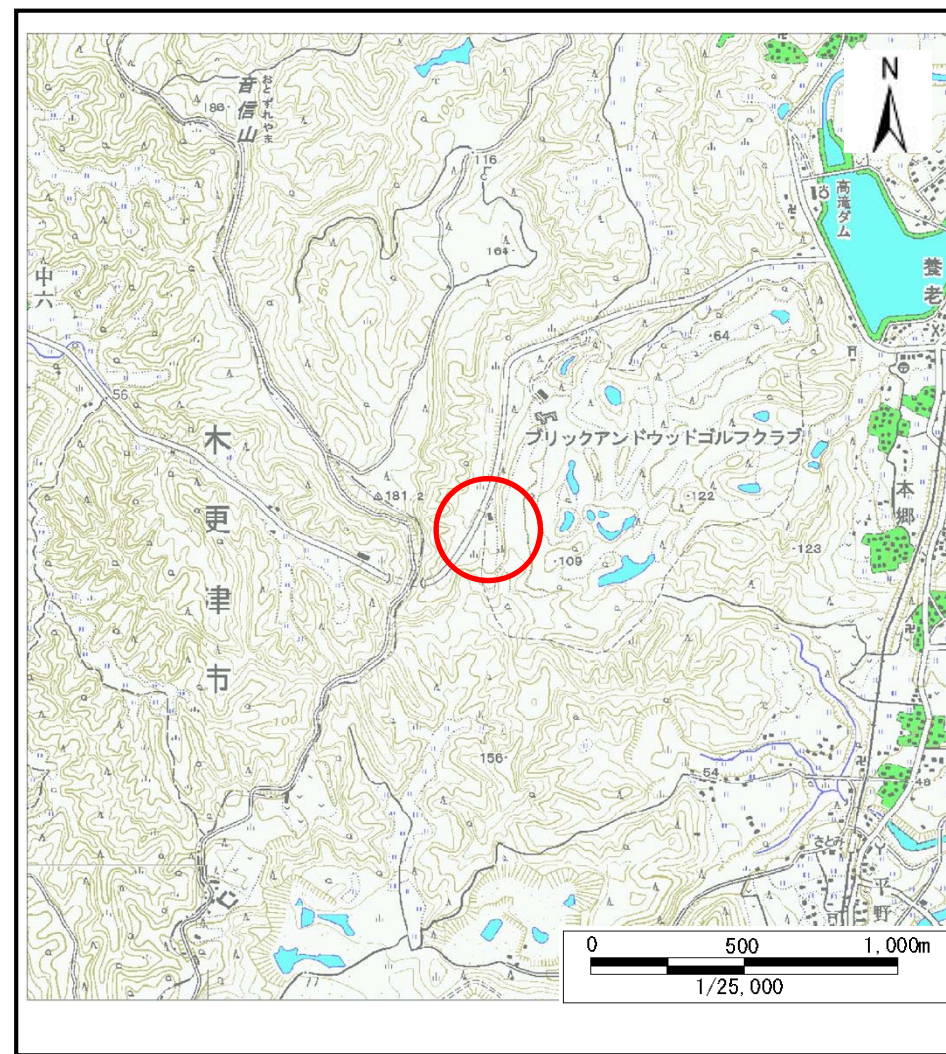 音信山
おとずれやま
186
116
N
高滝ダム
164
中六
養老
64
56
木更津市
ブリックアンドウッドゴルフクラブ
181.2
122
本郷
123
109
100
156
54
48
さとみ
平野
77
0 500 1,000m
1/25,000